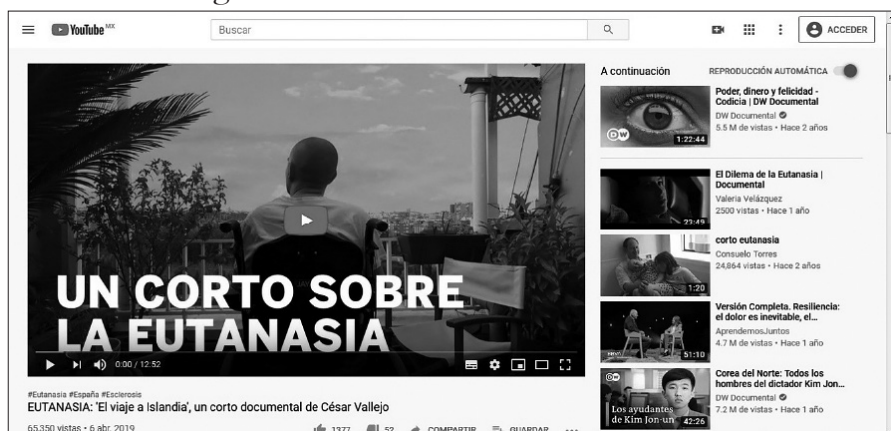 YouTube MX
Buscar
ACCEDER
UN CORTO SOBRE
LA EUTANASIA
0:00 / 12:52
#Eutanasia #España #Esclerosis
EUTANASIA: 'El viaje a Islandia', un corto documental de César Vallejo
65,350 vistas • 6 abr. 2019
1377
52
COMPARTIR
GUARDAR
A continuación
REPRODUCCIÓN AUTOMÁTICA
Poder, dinero y felicidad -
Codicia | DW Documental
DW Documental
5.5 M de vistas • Hace 2 años
DW
1:22:44
El Dilema de la Eutanasia |
Documental
Valeria Velázquez
2500 vistas • Hace 1 año
23:49
corto eutanasia
Consuelo Torres
24,864 vistas • Hace 2 años
1:20
Versión Completa. Resiliencia:
el dolor es inevitable, el...
AprendemosJuntos
4.7 M de vistas • Hace 1 año
51:10
Corea del Norte: Todos los
hombres del dictador Kim Jon...
DW Documental
7.2 M de vistas • Hace 1 año
Los ayudantes
de Kim Jon-un
42:26